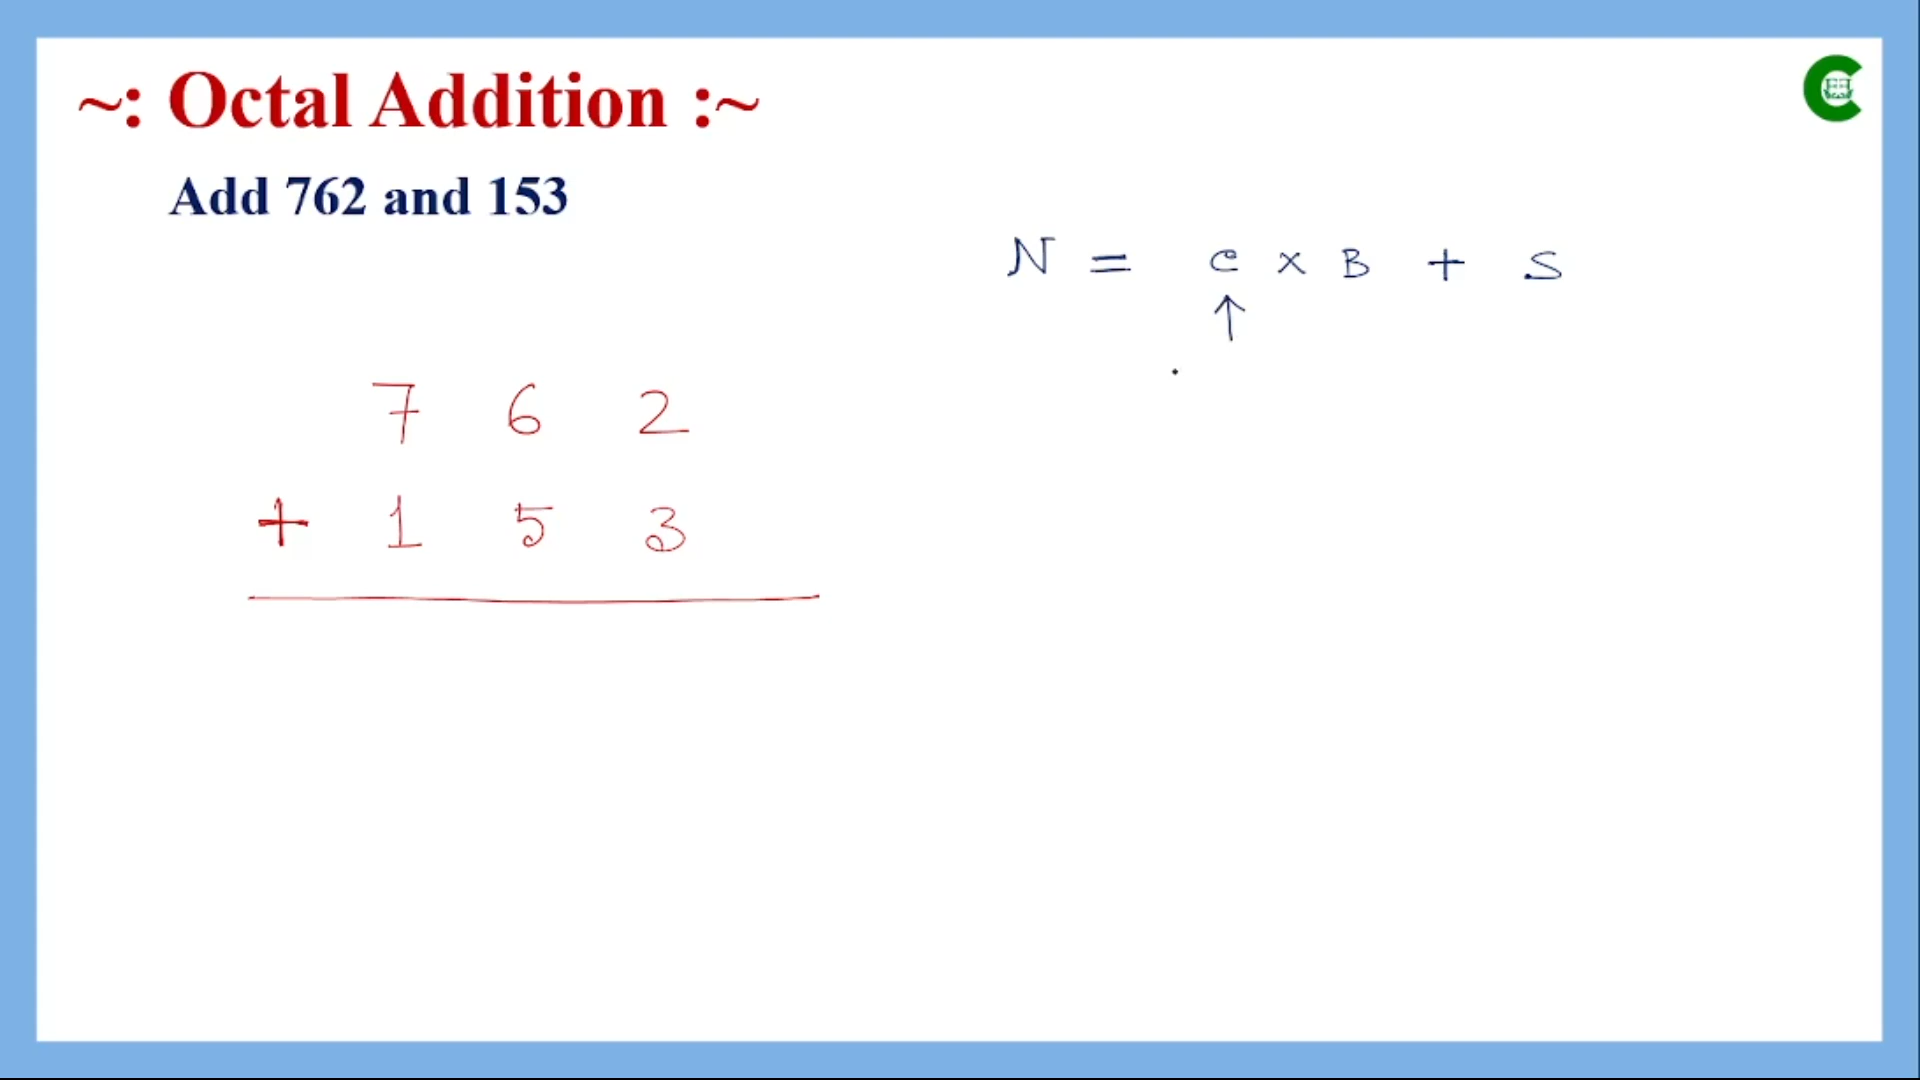 ~: Octal Addition :~
Add 762 and 153
N = C × B + S
↑
7 6 2
+ 1 5 3